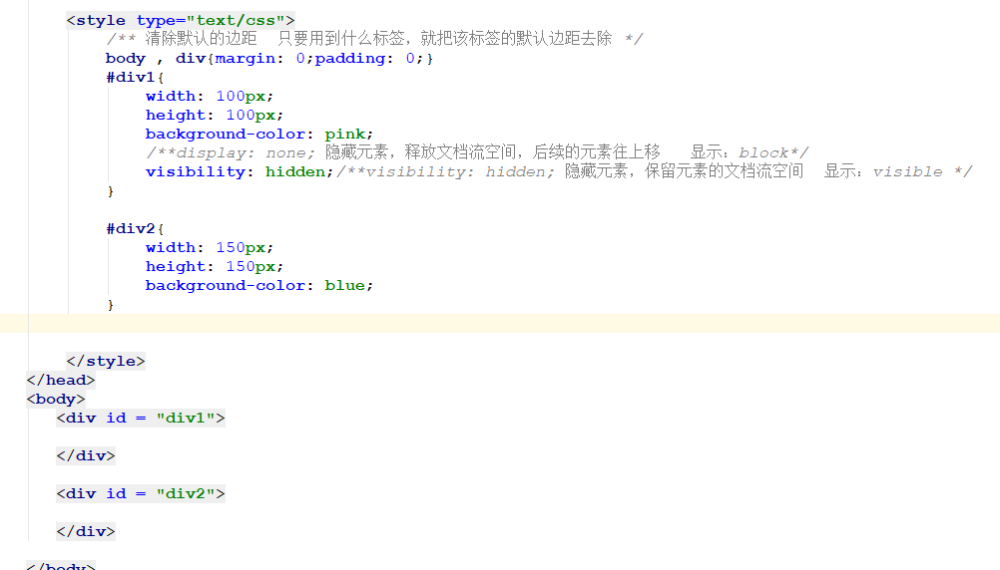 <style type="text/css">
/** 清除默认的边距 只要用到什么标签，就把该标签的默认边距去除 */
body , div{margin: 0;padding: 0;}
#div1{
width: 100px;
height: 100px;
background-color: pink;
/**display: none; 隐藏元素，释放文档流空间，后续的元素往上移 显示：block*/
visibility: hidden;/**visibility: hidden; 隐藏元素，保留元素的文档流空间 显示：visible */
}
#div2{
width: 150px;
height: 150px;
background-color: blue;
}
</style>
</head>
<body>
<div id = "div1">
</div>
<div id = "div2">
</div>
</body>